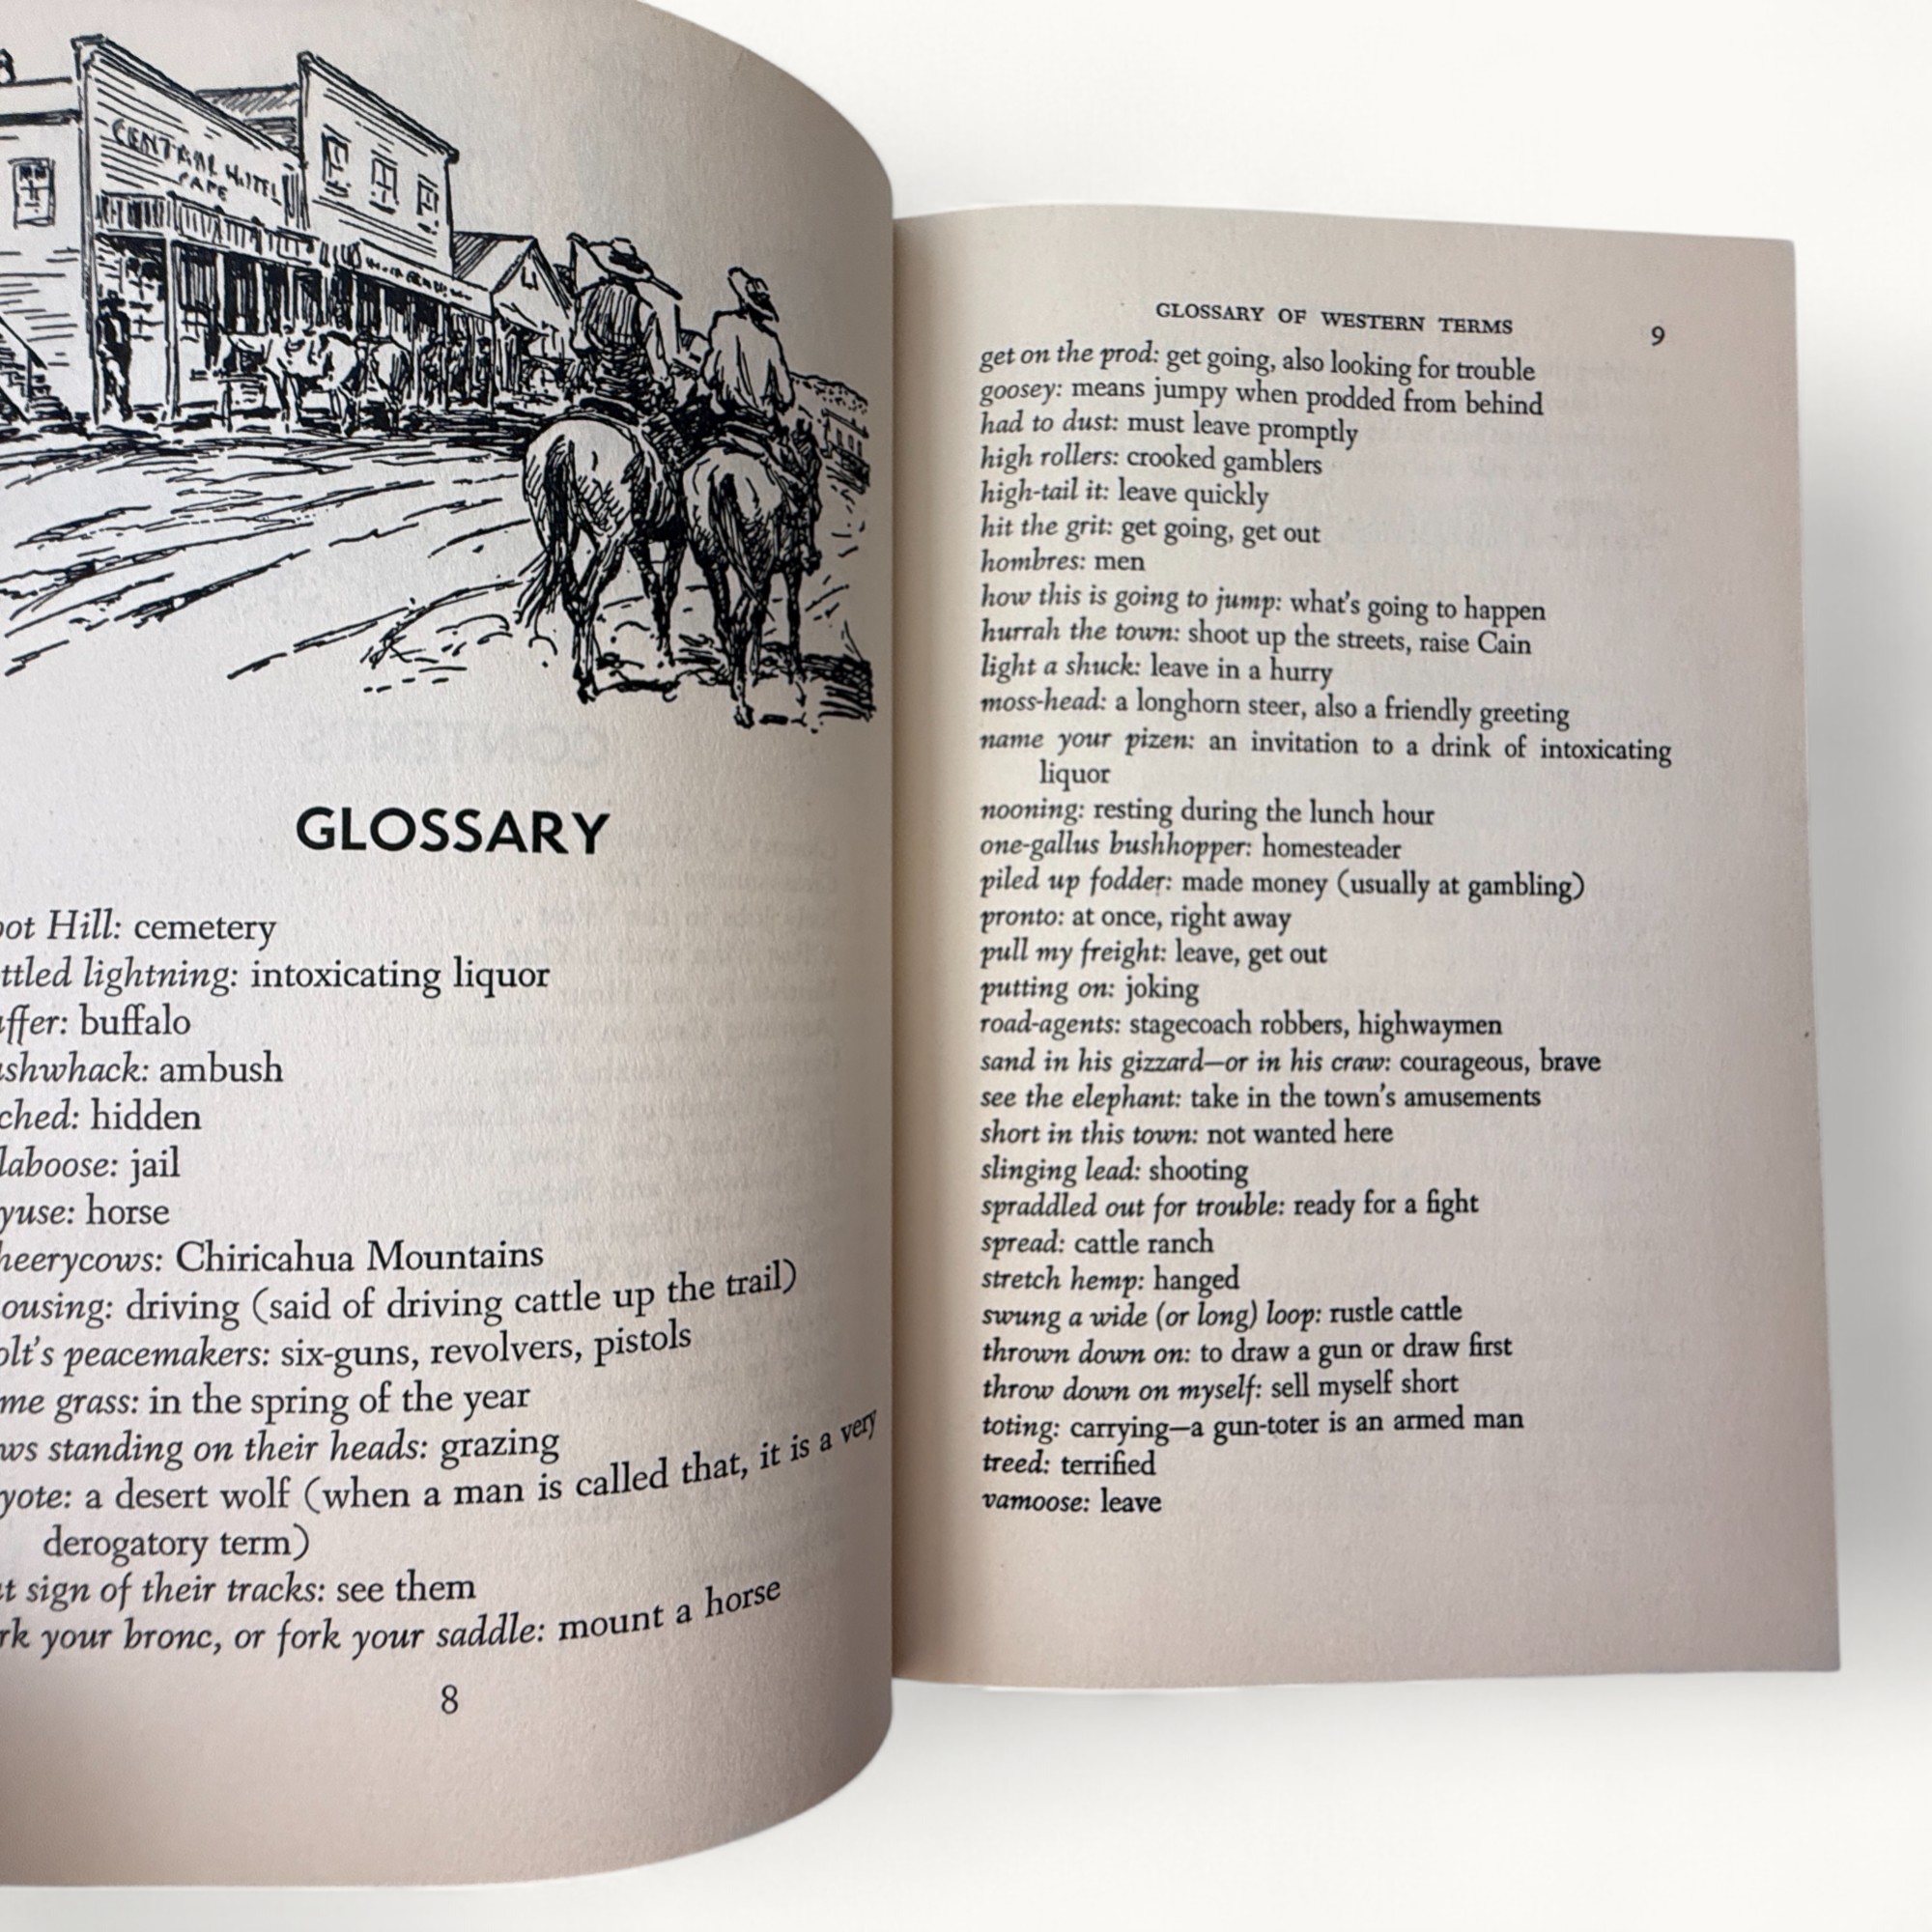 CENTRAL HOTEL
CAFE
GLOSSARY
Hill: cemetery
lightning: intoxicating liquor
buffalo
ambush
hidden
jail
horse
Chiricahua Mountains
driving (said of driving cattle up the trail)
peacemakers: six-guns, revolvers, pistols
grass: in the spring of the year
standing on their heads: grazing
a desert wolf (when a man is called that, it is a very
derogatory term)
sign of their tracks: see them
your bronc, or fork your saddle: mount a horse
8
GLOSSARY OF WESTERN TERMS 9
get on the prod: get going, also looking for trouble
goosey: means jumpy when prodded from behind
had to dust: must leave promptly
high rollers: crooked gamblers
high-tail it: leave quickly
hit the grit: get going, get out
hombres: men
how this is going to jump: what's going to happen
hurrah the town: shoot up the streets, raise Cain
light a shuck: leave in a hurry
moss-head: a longhorn steer, also a friendly greeting
name your pizen: an invitation to a drink of intoxicating
liquor
nooning: resting during the lunch hour
one-gallus bushhopper: homesteader
piled up fodder: made money (usually at gambling)
pronto: at once, right away
pull my freight: leave, get out
putting on: joking
road-agents: stagecoach robbers, highwaymen
sand in his gizzard—or in his craw: courageous, brave
see the elephant: take in the town's amusements
short in this town: not wanted here
slinging lead: shooting
spraddled out for trouble: ready for a fight
spread: cattle ranch
stretch hemp: hanged
swung a wide (or long) loop: rustle cattle
thrown down on: to draw a gun or draw first
throw down on myself: sell myself short
toting: carrying—a gun-toter is an armed man
treed: terrified
vamoose: leave